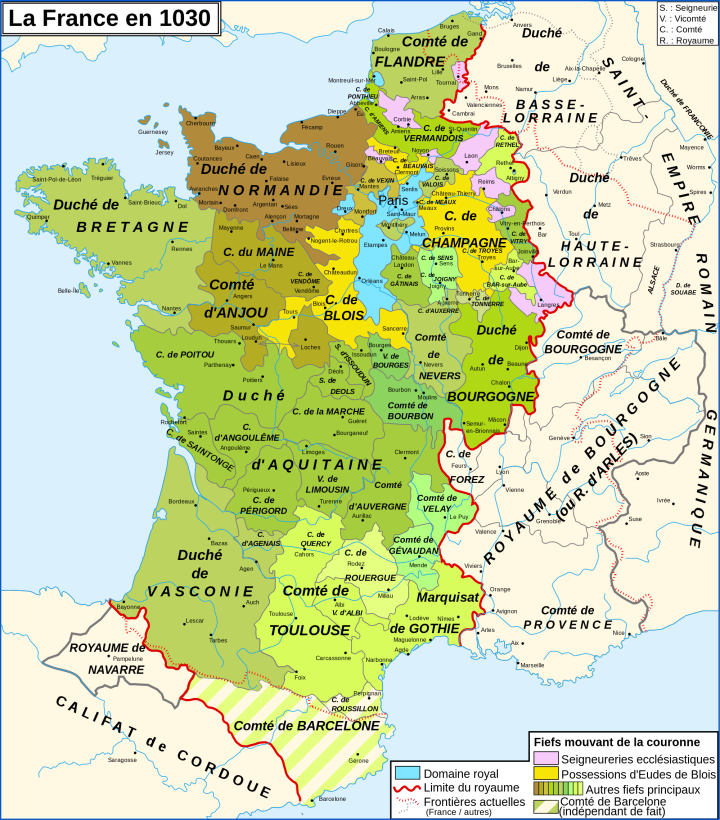 La France en 1030
S. : Seigneurie
V. : Vicomté
C. : Comté
R. : Royaume
Calais
Bruges
Gand
Anvers
Comté de
FLANDRE
Duché
de
BASSE-
LORRAINE
SAINT-
EMPIRE
ROMAIN
GERMANIQUE
Boulogne
Lille
Tournai
Bruxelles
Liège
Aix-la-Chapelle
Cologne
Duché de FRANCONIE
Montreuil-sur-Mer
Saint-Pol
Arras
Mons
Namur
Valenciennes
Cambrai
C. de
PONTHIEU
Abbeville
Eu
Dieppe
C. d'AMIENS
Corbie
Amiens
C. de
VERMANDOIS
St-Quentin
C. de
RETHEL
Rethel
Attigny
Guernesey
Jersey
Cherbourg
Fécamp
Rouen
Bayeux
Caen
Lisieux
Coutances
Falaise
Evreux
Gisors
Duché de
NORMANDIE
Avranches
Mortain
Domfront
Argentan
Sées
Alençon
Mortagne
Bellême
Breteuil
Beauvais
C. de
BEAUVAIS
Clermont
Noyon
Laon
Soissons
C. de
VALOIS
Reims
C. de VEXIN
Mantes
Senlis
Château-Thierry
C. de MEAUX
Meaux
Paris
Saint-Maur
Dreux
Montfort
Montlhéry
Melun
Etampes
Châlons
Vitry-en-Perthois
C. de
VITRY
Bar
Joinville
C. de
CHAMPAGNE
Provins
C. de TROYES
Troyes
Bar-
sur-Aube
C. de
BAR-sur-Aube
Langres
Trèves
Mayence
Worms
Spires
Verdun
Metz
Toul
Strasbourg
Duché
de
HAUTE-
LORRAINE
ALSACE
D. de
SOUABE
Saint-Pol-de-Léon
Tréguier
Saint-Brieuc
Dol
Quimper
Rennes
Vannes
Nantes
Belle-Ile
Duché de
BRETAGNE
Mayenne
C. du MAINE
Le Mans
Comté
d'ANJOU
Angers
Saumur
Loudun
Tours
Loches
Nogent-le-Rotrou
Chartres
Châteaudun
C. de
VENDÔME
Vendôme
Blois
C. de
BLOIS
Orléans
Château-
Landon
C. de
GÂTINAIS
C. de SENS
Sens
C. de
JOIGNY
Joigny
Auxerre
C. d'AUXERRE
Tonnerre
C. de
TONNERRE
Sancerre
Bourges
V. de
BOURGES
Comté
de
NEVERS
Nevers
Duché
de
BOURGOGNE
Dijon
Beaune
Autun
Chalon
Mâcon
Semur-
en-Brionnais
Comté de
BOURGOGNE
Besançon
Bâle
C. de POITOU
Thouars
Parthenay
Poitiers
S. d'ISSOUDUN
Issoudun
Déols
S. de
DEOLS
Bourbon
Moulins
Comté de
BOURBON
Duché
d'AQUITAINE
C. de la MARCHE
Guéret
Bourganeuf
Rochefort
Saintes
C. de SAINTONGE
C.
d'ANGOULÊME
Angoulême
Limoges
V. de
LIMOUSIN
Turenne
Périgueux
C. de
PÉRIGORD
Clermont
Comté
d'AUVERGNE
Aurillac
C. de
FOREZ
Feurs
Lyon
Vienne
Genève
Sion
Aoste
Ivrée
Suse
Grenoble
Valence
ROYAUME de BOURGOGNE
(ou R. d'ARLES)
Comté de
VELAY
Le Puy
Comté de
GÉVAUDAN
Mende
Viviers
Orange
Avignon
Arles
Aix
Marseille
Nice
Comté de
PROVENCE
Bordeaux
Bazas
C.
d'AGENAIS
Agen
Duché
de
VASCONIE
Auch
Bayonne
Lescar
Tarbes
C. de
QUERCY
Cahors
C. de
Rodez
ROUERGUE
Millau
Albi
V. d'ALBI
Comté de
TOULOUSE
Toulouse
Carcassonne
Foix
Narbonne
Marquisat
de GOTHIE
Lodève
Nîmes
Maguelonne
Agde
ROYAUME de
NAVARRE
Pampelune
Perpignan
C. de
ROUSSILLON
Comté de BARCELONE
Gérone
Barcelone
CALIFAT de CORDOUE
Saragosse
Domaine royal
Limite du royaume
Frontières actuelles
(France / autres)
Fiefs mouvant de la couronne
Seigneureries ecclésiastiques
Possessions d'Eudes de Blois
Autres fiefs principaux
Comté de Barcelone
(indépendant de fait)